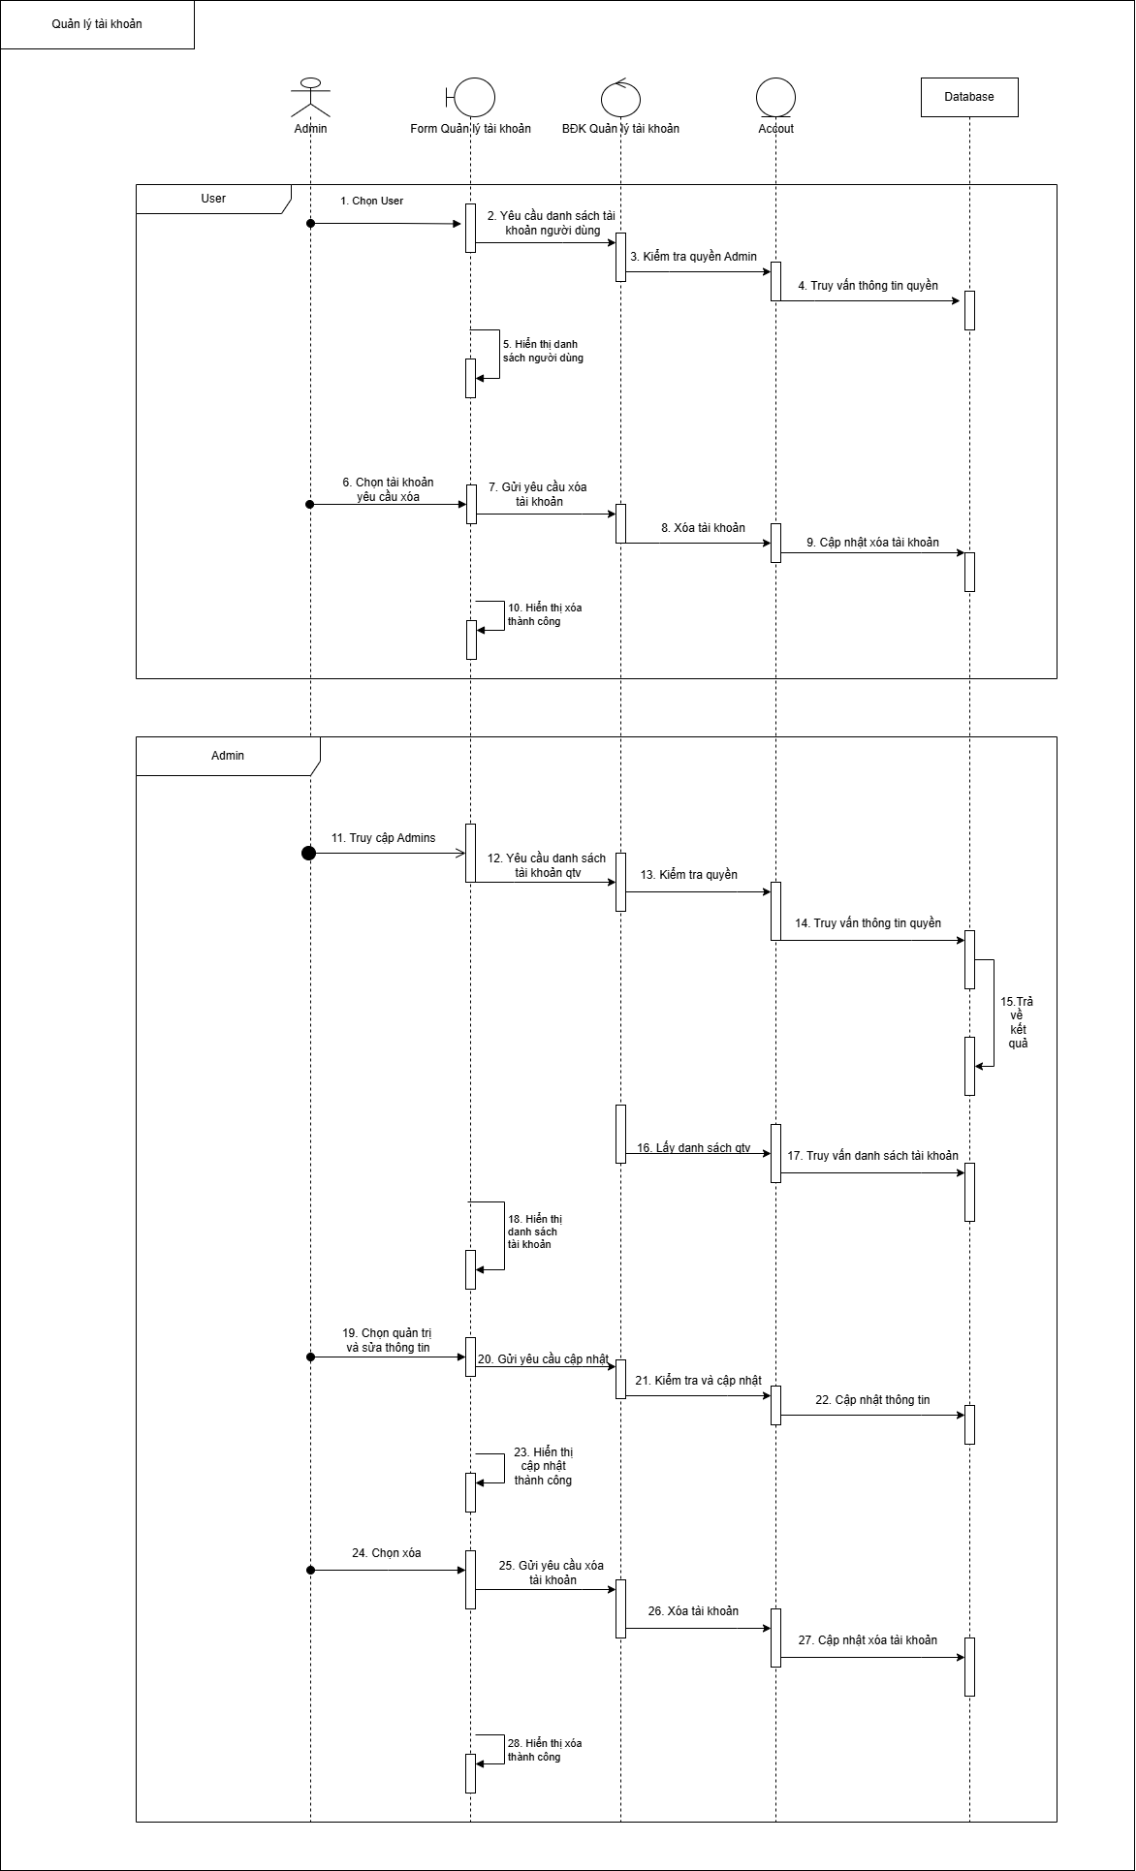 Quản lý tài khoản
Admin
Form Quản lý tài khoản
BĐK Quản lý tài khoản
Accout
Database
User
1. Chọn User
2. Yêu cầu danh sách tài
khoản người dùng
3. Kiểm tra quyền Admin
4. Truy vấn thông tin quyền
5. Hiển thị danh
sách người dùng
6. Chọn tài khoản
yêu cầu xóa
7. Gửi yêu cầu xóa
tài khoản
8. Xóa tài khoản
9. Cập nhật xóa tài khoản
10. Hiển thị xóa
thành công
Admin
11. Truy cập Admins
12. Yêu cầu danh sách
tài khoản qtv
13. Kiểm tra quyền
14. Truy vấn thông tin quyền
15.Trả
về
kết
quả
16. Lấy danh sách qtv
17. Truy vấn danh sách tài khoản
18. Hiển thị
danh sách
tài khoản
19. Chọn quản trị
và sửa thông tin
20. Gửi yêu cầu cập nhật
21. Kiểm tra và cập nhật
22. Cập nhật thông tin
23. Hiển thị
cập nhật
thành công
24. Chọn xóa
25. Gửi yêu cầu xóa
tài khoản
26. Xóa tài khoản
27. Cập nhật xóa tài khoản
28. Hiển thị xóa
thành công